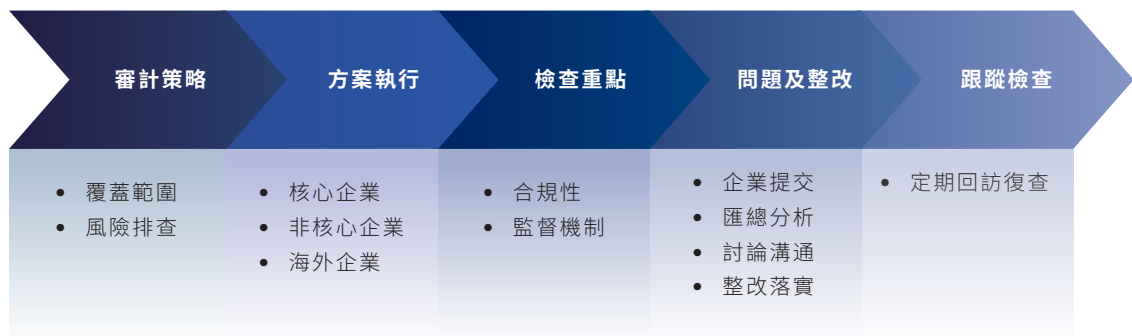 審計策略
方案執行
檢查重點
問題及整改
跟蹤檢查
• 覆蓋範圍
• 風險排查
• 核心企業
• 非核心企業
• 海外企業
• 合規性
• 監督機制
• 企業提交
• 匯總分析
• 討論溝通
• 整改落實
• 定期回訪復查